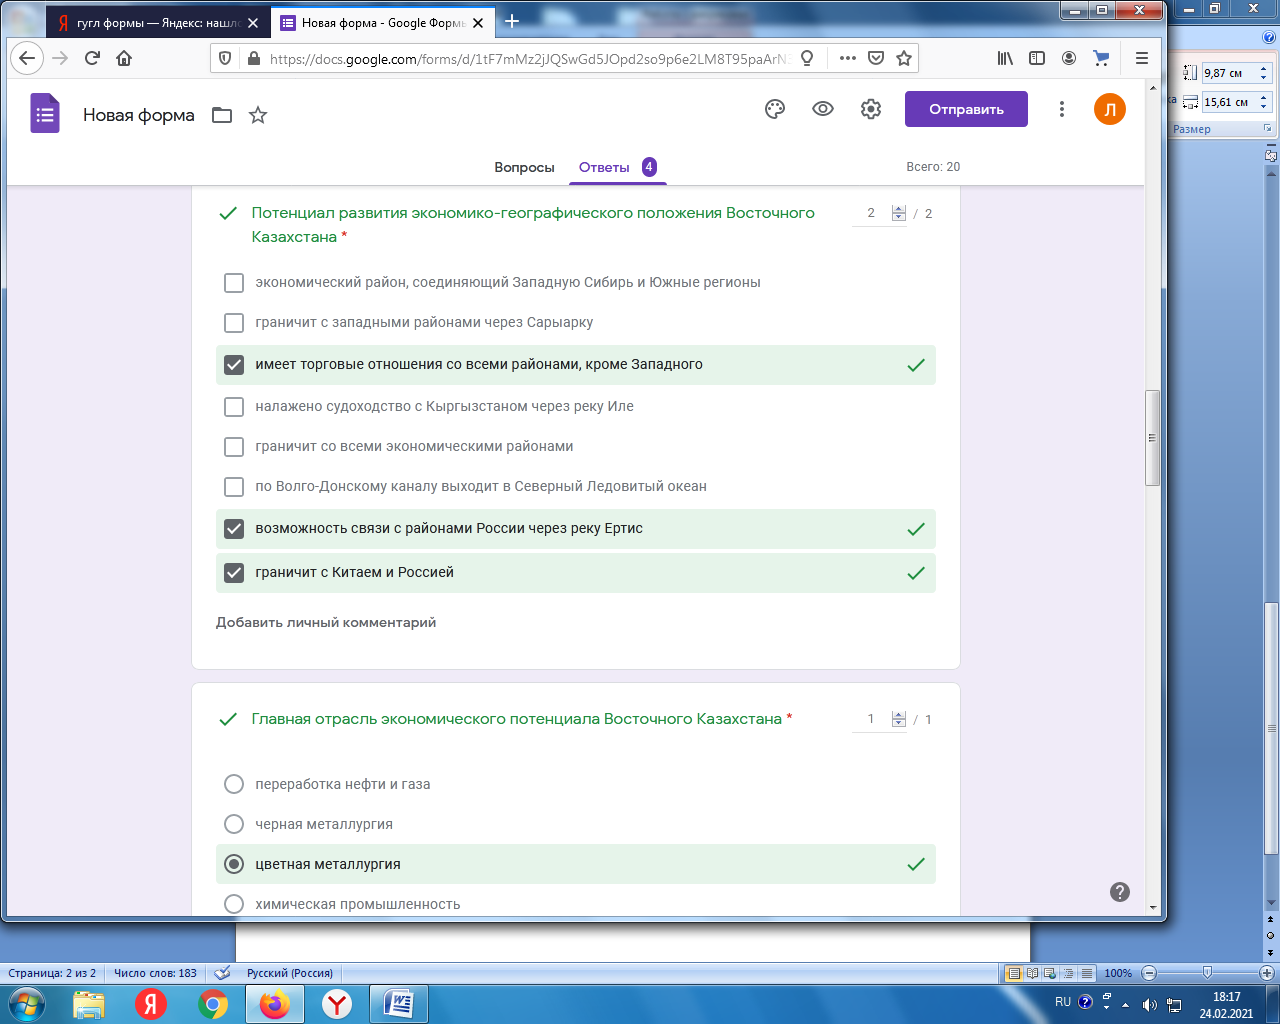 гугл формы — Яндекс: нашло
Новая форма - Google Формы
https://docs.google.com/forms/d/1tF7mMz2jJQSwGd5JOpd2so9p6e2LM8T95paArN
9,87 см
15,61 см
Размер
Новая форма
Отправить
Л
Вопросы
Ответы 4
Всего: 20
Потенциал развития экономико-географического положения Восточного
Казахстана *
2 / 2
экономический район, соединяющий Западную Сибирь и Южные регионы
граничит с западными районами через Сарыарку
имеет торговые отношения со всеми районами, кроме Западного
налажено судоходство с Кыргызстаном через реку Иле
граничит со всеми экономическими районами
по Волго-Донскому каналу выходит в Северный Ледовитый океан
возможность связи с районами России через реку Ертис
граничит с Китаем и Россией
Добавить личный комментарий
Главная отрасль экономического потенциала Восточного Казахстана *
1 / 1
переработка нефти и газа
черная металлургия
цветная металлургия
химическая промышленность
Страница: 2 из 2
Число слов: 183
Русский (Россия)
100%
RU
18:17
24.02.2021